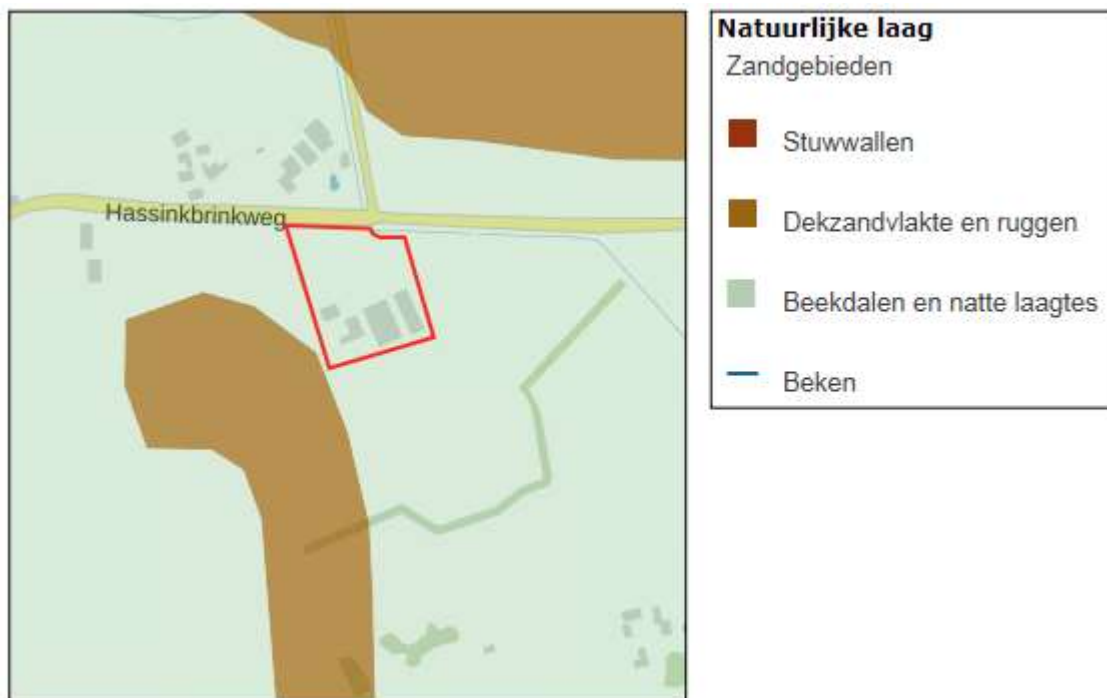 Hassinkbrinkweg
Natuurlijke laag
Zandgebieden
Stuwwallen
Dekzandvlakte en ruggen
Beekdalen en natte laagtes
Beken